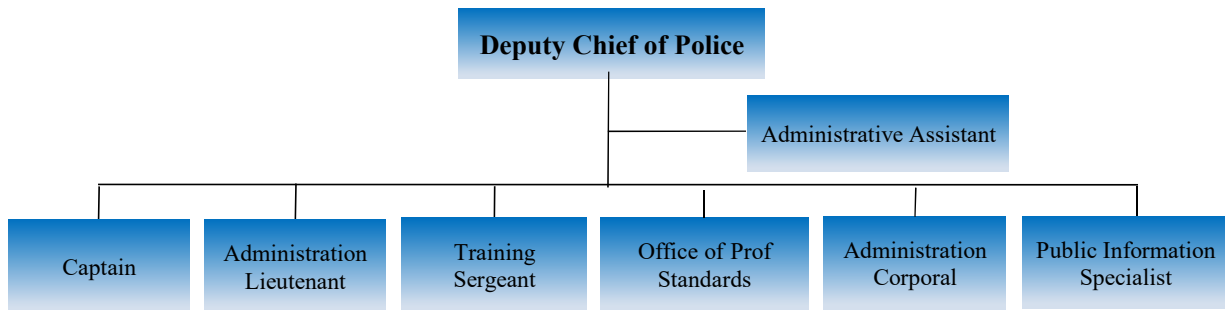 Deputy Chief of Police
Administrative Assistant
Captain
Administration
Lieutenant
Training
Sergeant
Office of Prof
Standards
Administration
Corporal
Public Information
Specialist